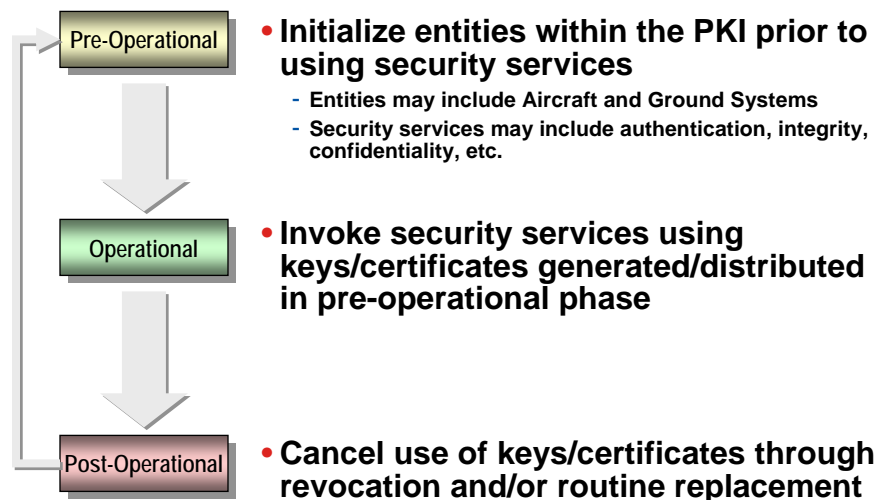 Pre-Operational
• Initialize entities within the PKI prior to
using security services
- Entities may include Aircraft and Ground Systems
- Security services may include authentication, integrity,
confidentiality, etc.
Operational
• Invoke security services using
keys/certificates generated/distributed
in pre-operational phase
Post-Operational
• Cancel use of keys/certificates through
revocation and/or routine replacement